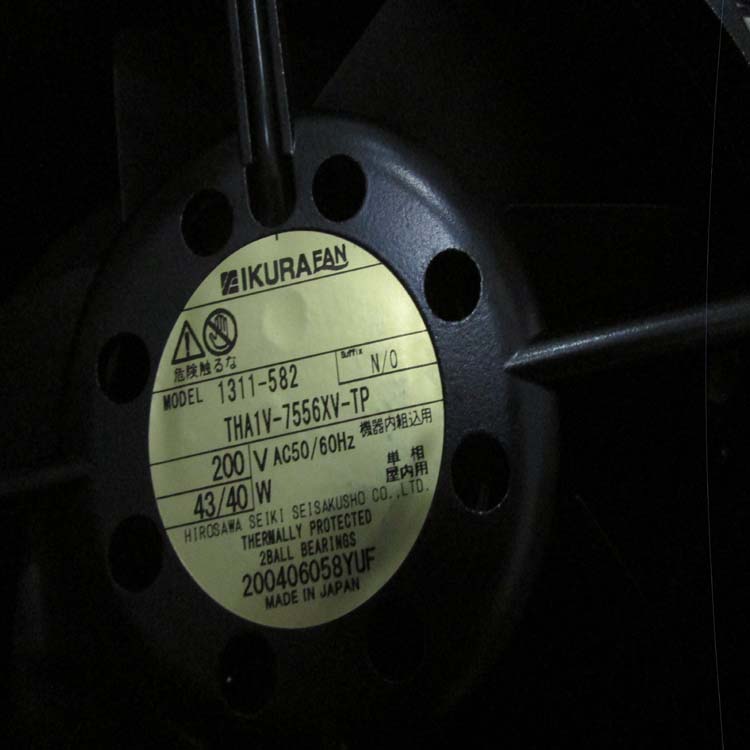 IKURAFAN
危険触るな
Suffix N/O
MODEL 1311-582
THA1V-7556XV-TP
200 V AC50/60Hz 機器内組込用
43/40 W 単相 屋内用
HIROSAWA SEIKI SEISAKUSHO CO.,LTD.
THERMALLY PROTECTED
2BALL BEARINGS
200406058YUF
MADE IN JAPAN